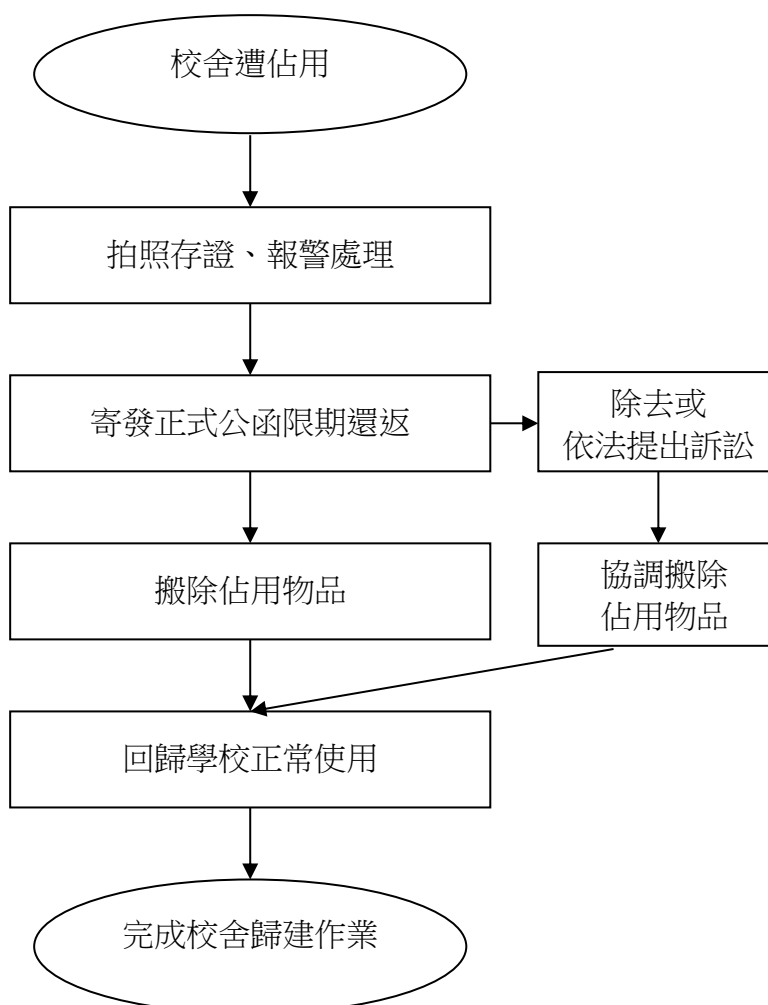 校舍遭佔用
拍照存證、報警處理
寄發正式公函限期還返
除去或
依法提出訴訟
搬除佔用物品
協調搬除
佔用物品
回歸學校正常使用
完成校舍歸建作業